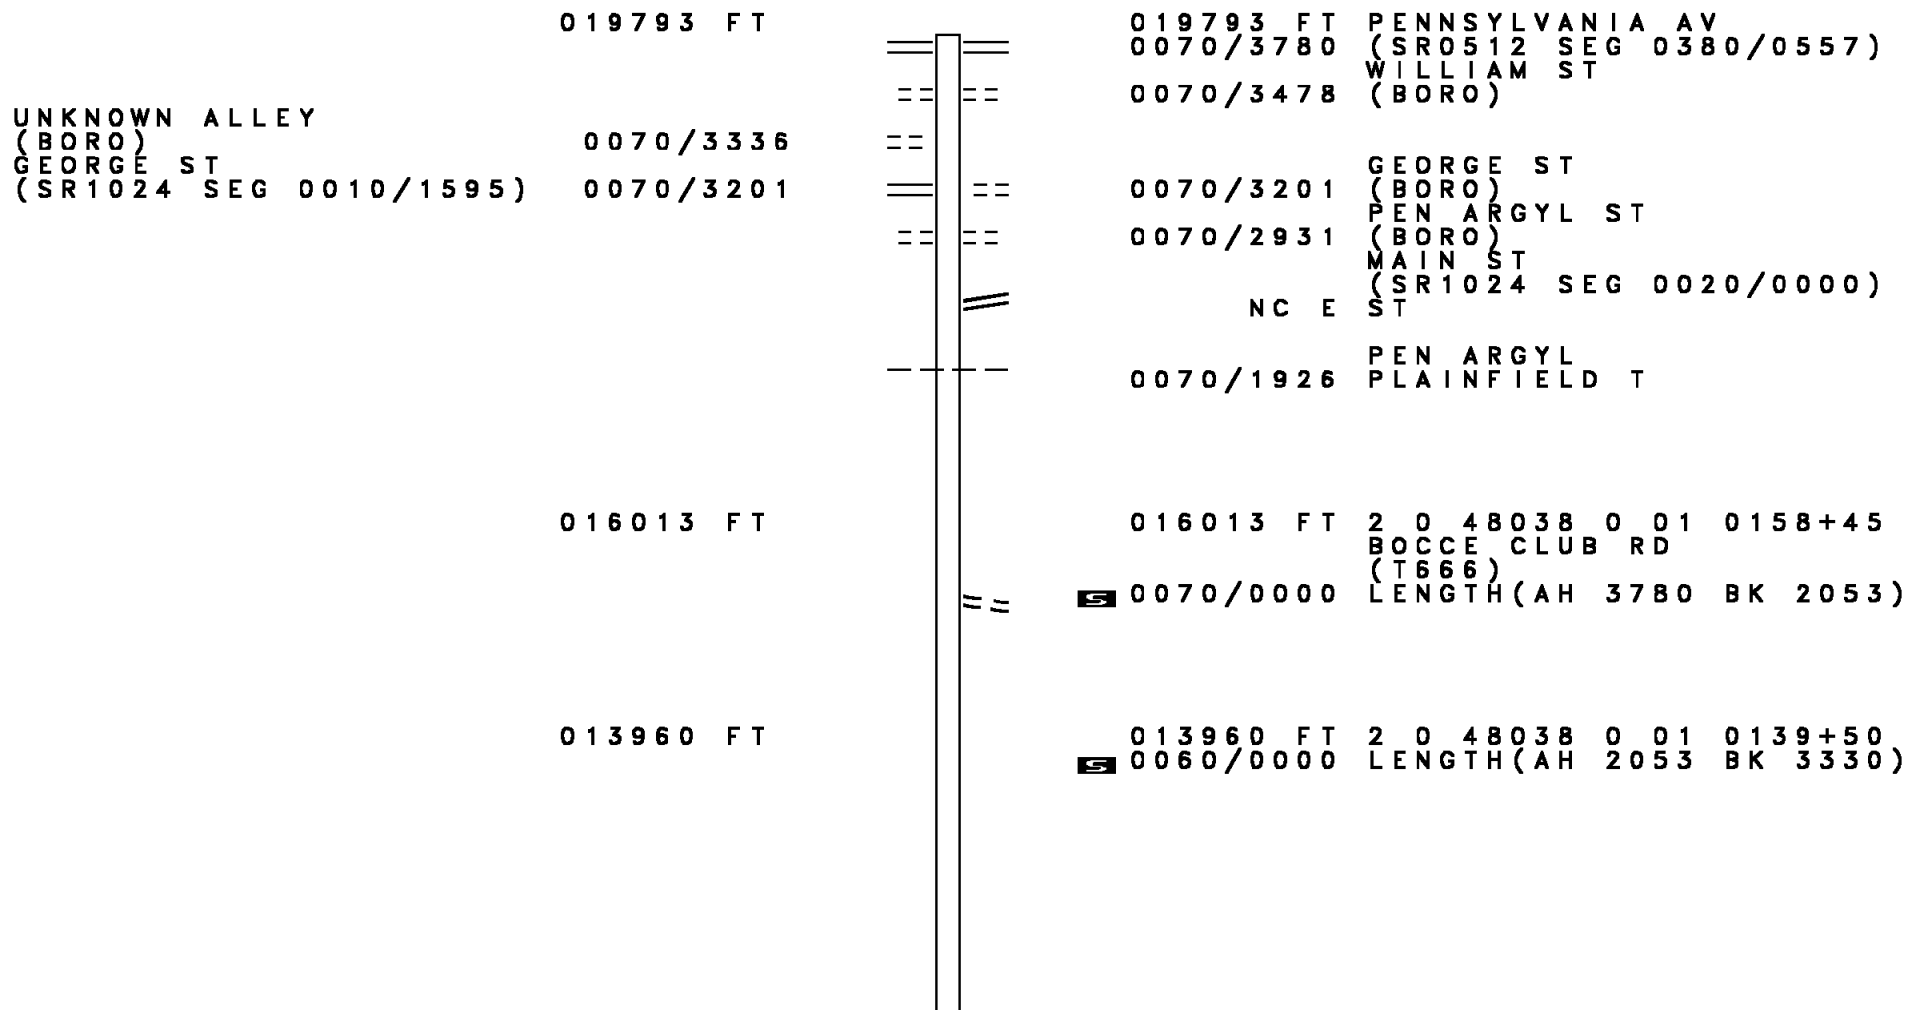 019793 FT 019793 FT PENNSYLVANIA AV
0070/3780 (SR0512 SEG 0380/0557)
WILLIAM ST
0070/3478 (BORO)
UNKNOWN ALLEY
(BORO) 0070/3336
GEORGE ST GEORGE ST
(SR1024 SEG 0010/1595) 0070/3201 0070/3201 (BORO)
PEN ARGYL ST
0070/2931 (BORO)
MAIN ST
(SR1024 SEG 0020/0000)
NC E ST
PEN ARGYL
0070/1926 PLAINFIELD T
016013 FT 016013 FT 2 0 48038 0 01 0158+45
BOCCE CLUB RD
(T666)
S 0070/0000 LENGTH(AH 3780 BK 2053)
013960 FT 013960 FT 2 0 48038 0 01 0139+50
S 0060/0000 LENGTH(AH 2053 BK 3330)